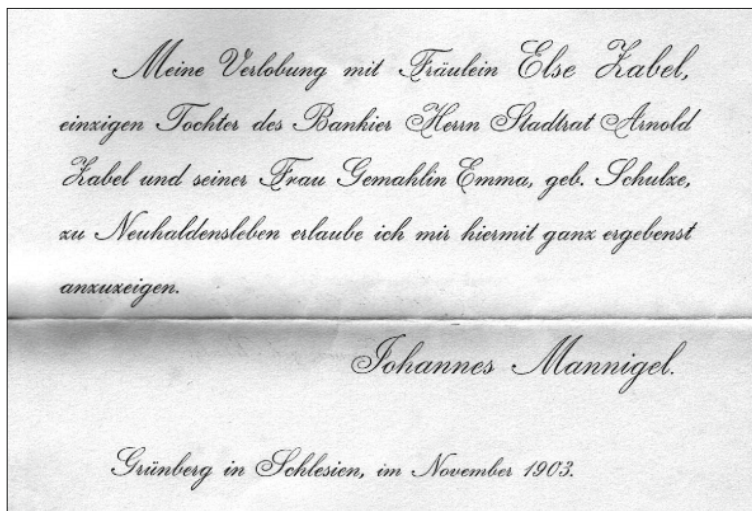 Meine Verlobung mit Fräulein Else Zabel,
einzigen Tochter des Bankier Herrn Stadtrat Arnold
Zabel und seiner Frau Gemahlin Emma, geb. Schulze,
zu Neuhaldensleben erlaube ich mir hiermit ganz ergebenst
anzuzeigen.
Johannes Mannigel.
Grünberg in Schlesien, im November 1903.